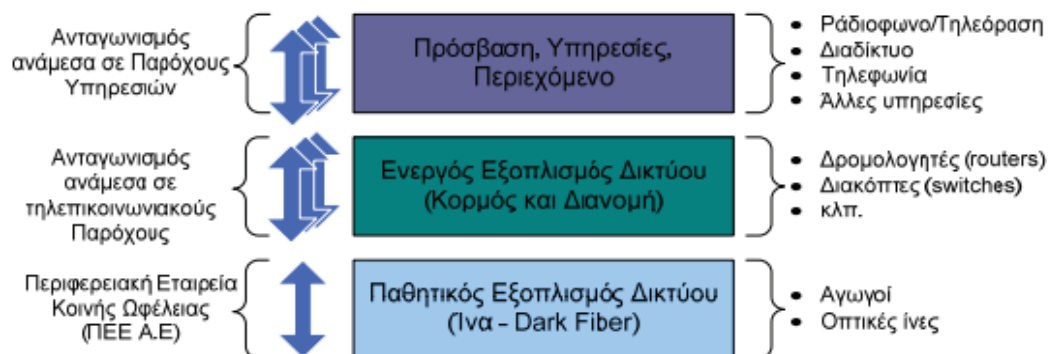 Ανταγωνισμός
ανάμεσα σε Παρόχους
Υπηρεσιών
Πρόσβαση, Υπηρεσίες,
Περιεχόμενο
• Ράδιοφωνο/Τηλεόραση
• Διαδίκτυο
• Τηλεφωνία
• Άλλες υπηρεσίες
Ανταγωνισμός
ανάμεσα σε
τηλεπικοινωνιακούς
Παρόχους
Ενεργός Εξοπλισμός Δικτύου
(Κορμός και Διανομή)
• Δρομολογητές (routers)
• Διακόπτες (switches)
• κλπ.
Περιφερειακή Εταιρεία
Κοινής Ωφέλειας
(ΠΕΕ Α.Ε)
Παθητικός Εξοπλισμός Δικτύου
(Ίνα - Dark Fiber)
• Αγωγοί
• Οπτικές ίνες